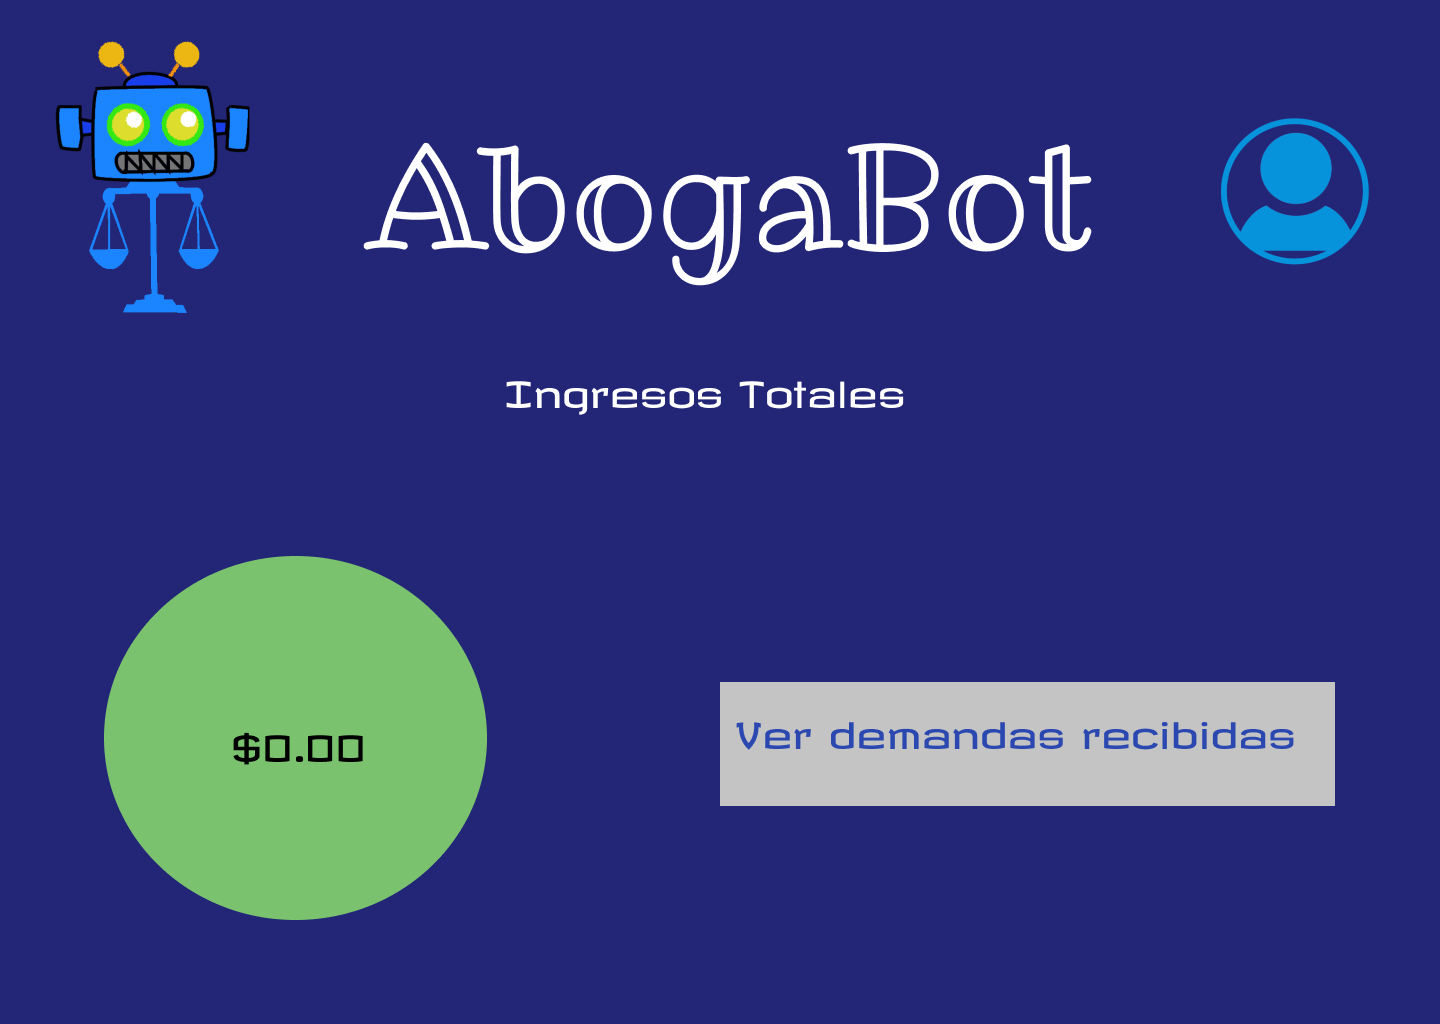 AbogaBot
Ingresos Totales
$0.00
Ver demandas recibidas